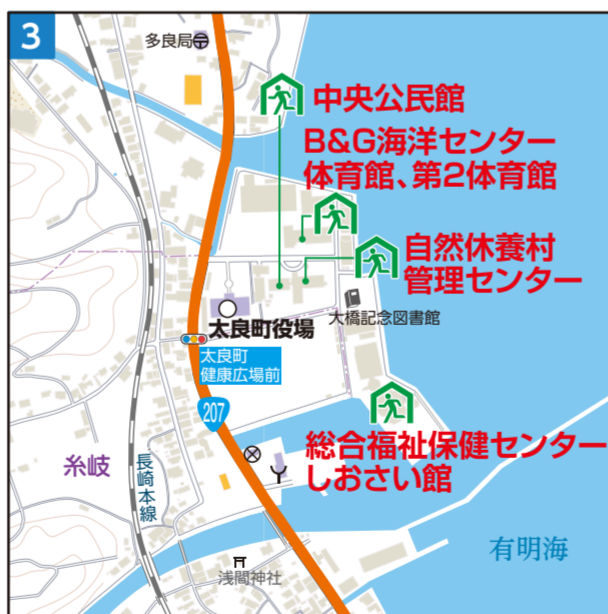 3
多良局
中央公民館
B&G海洋センター
体育館、第2体育館
自然休養村
管理センター
大橋記念図書館
太良町役場
太良町
健康広場前
207
総合福祉保健センター
しおさい館
糸岐
長崎本線
有明海
浅間神社